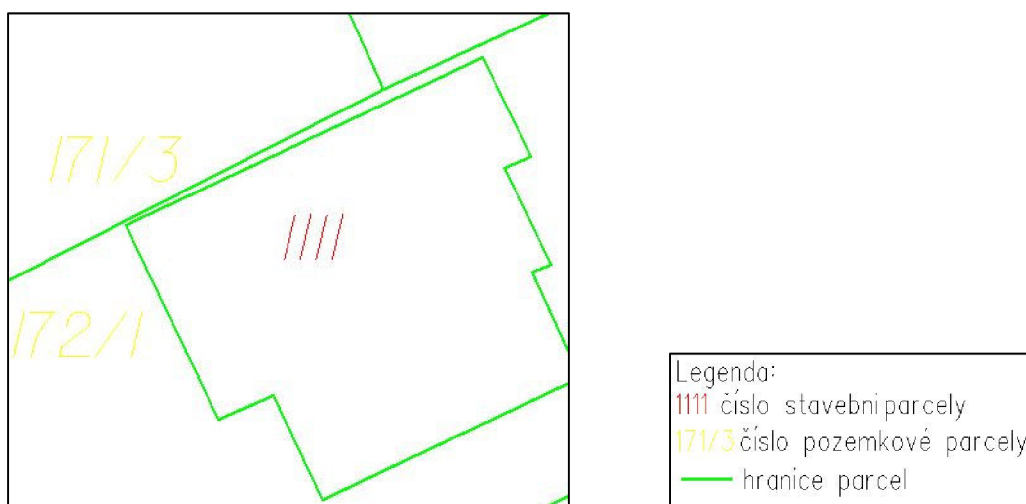 171/3
1111
172/1
Legenda:
1111 číslo stavebni parcely
171/3 číslo pozemkové parcely
hranice parcel